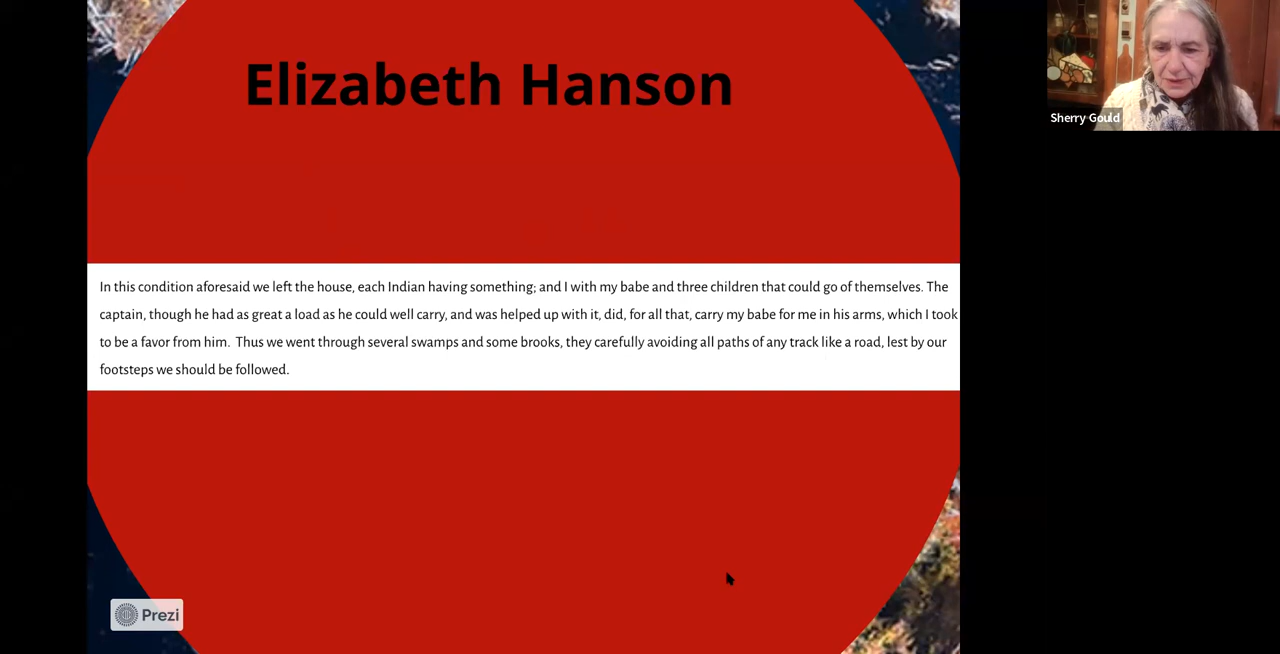 Elizabeth Hanson
In this condition aforesaid we left the house, each Indian having something; and I with my babe and three children that could go of themselves. The
captain, though he had as great a load as he could well carry, and was helped up with it, did, for all that, carry my babe for me in his arms, which I took
to be a favor from him.  Thus we went through several swamps and some brooks, they carefully avoiding all paths of any track like a road, lest by our
footsteps we should be followed.
Prezi
Sherry Gould